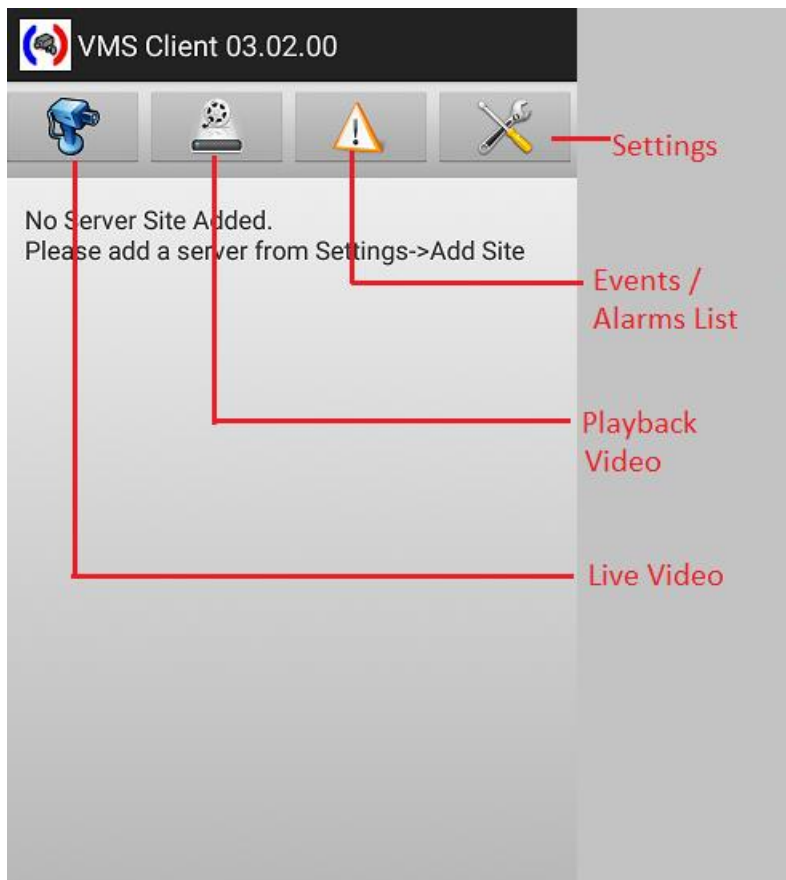 VMS Client 03.02.00
Settings
No Server Site Added.
Please add a server from Settings->Add Site
Events /
Alarms List
Playback
Video
Live Video